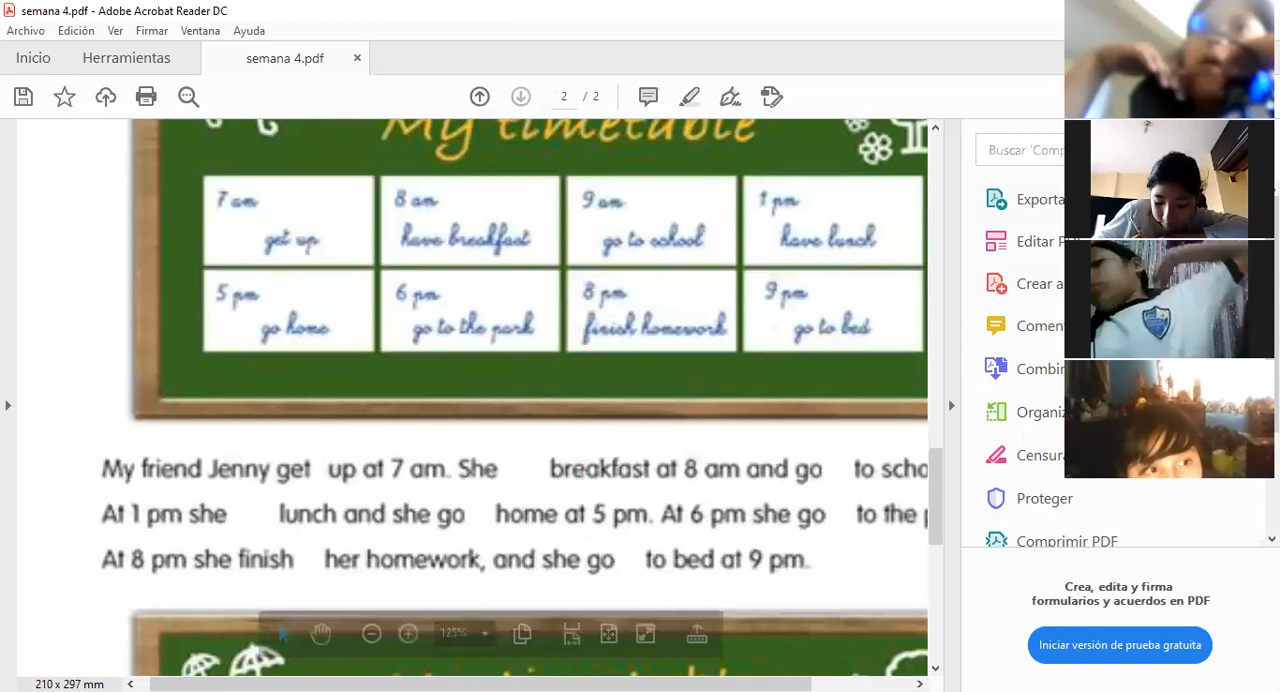 semana 4.pdf - Adobe Acrobat Reader DC
Archivo Edición Ver Firmar Ventana Ayuda
Inicio Herramientas semana 4.pdf ×
2 / 2
My timetable
7 am 8 am 9 am 1 pm
get up have breakfast go to school have lunch
5 pm 6 pm 8 pm 9 pm
go home go to the park finish homework go to bed
My friend Jenny get up at 7 am. She breakfast at 8 am and go to scho
At 1 pm she lunch and she go home at 5 pm. At 6 pm she go to the
At 8 pm she finish her homework, and she go to bed at 9 pm.
125%
210 x 297 mm
Buscar 'Comp
Exporta
Editar P
Crear a
Comen
Combin
Organiz
Censura
Proteger
Comprimir PDF
Crea, edita y firma
formularios y acuerdos en PDF
Iniciar versión de prueba gratuita